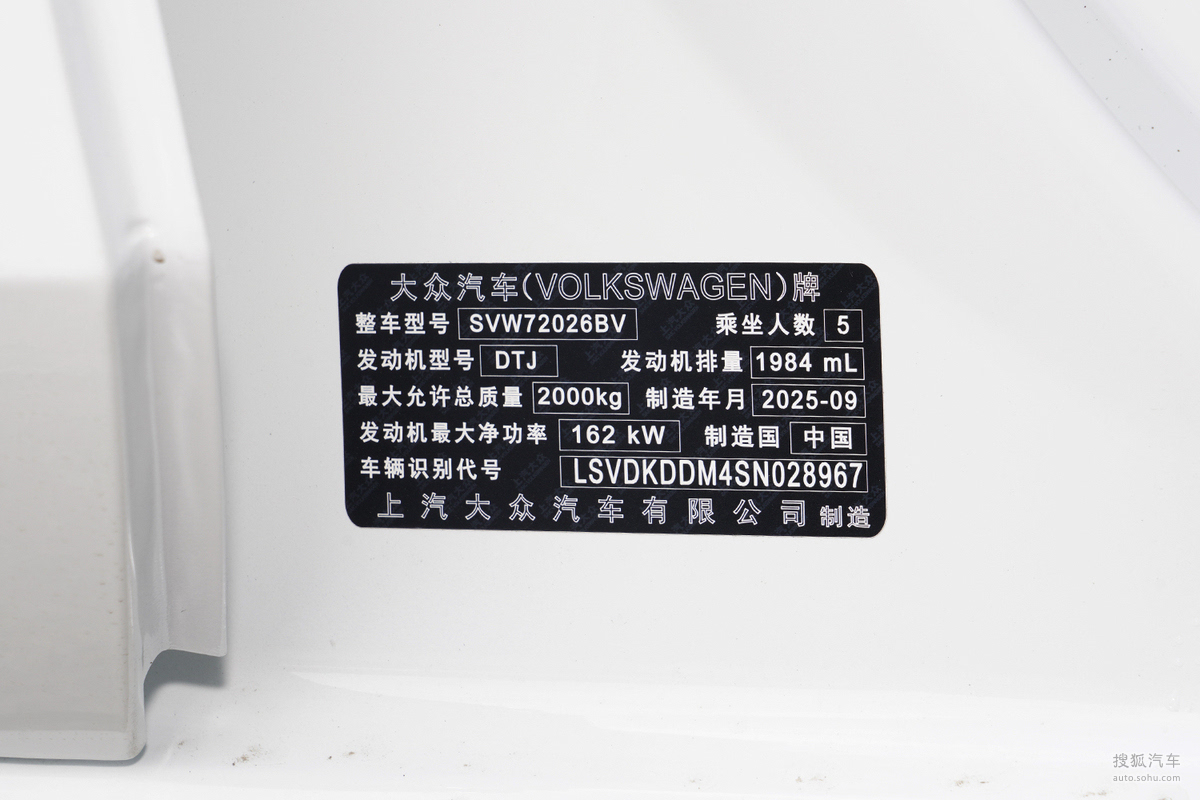 大众汽车(VOLKSWAGEN)牌
整车型号 SVW72026BV 乘坐人数 5
发动机型号 DTJ 发动机排量 1984 mL
最大允许总质量 2000kg 制造年月 2025-09
发动机最大净功率 162 kW 制造国 中国
车辆识别代号 LSVDKDDM4SN028967
上汽大众汽车有限公司 制造
搜狐汽车
auto.sohu.com